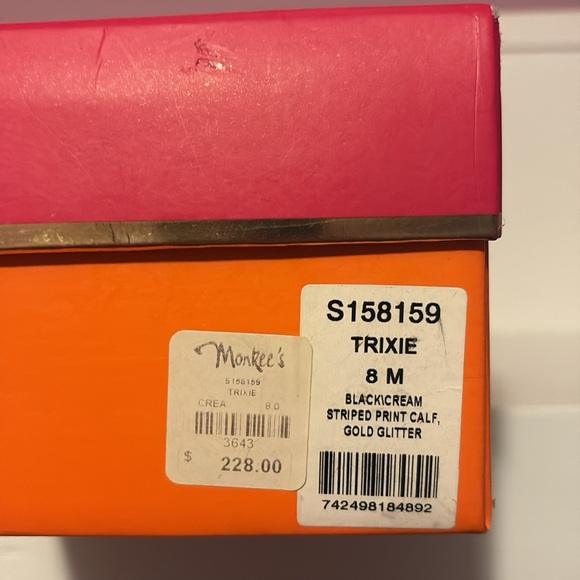 Monkee's
S158159
TRIXIE
CREA 8.0
3643
$ 228.00
S158159
TRIXIE
8 M
BLACK\CREAM
STRIPED PRINT CALF,
GOLD GLITTER
742498184892